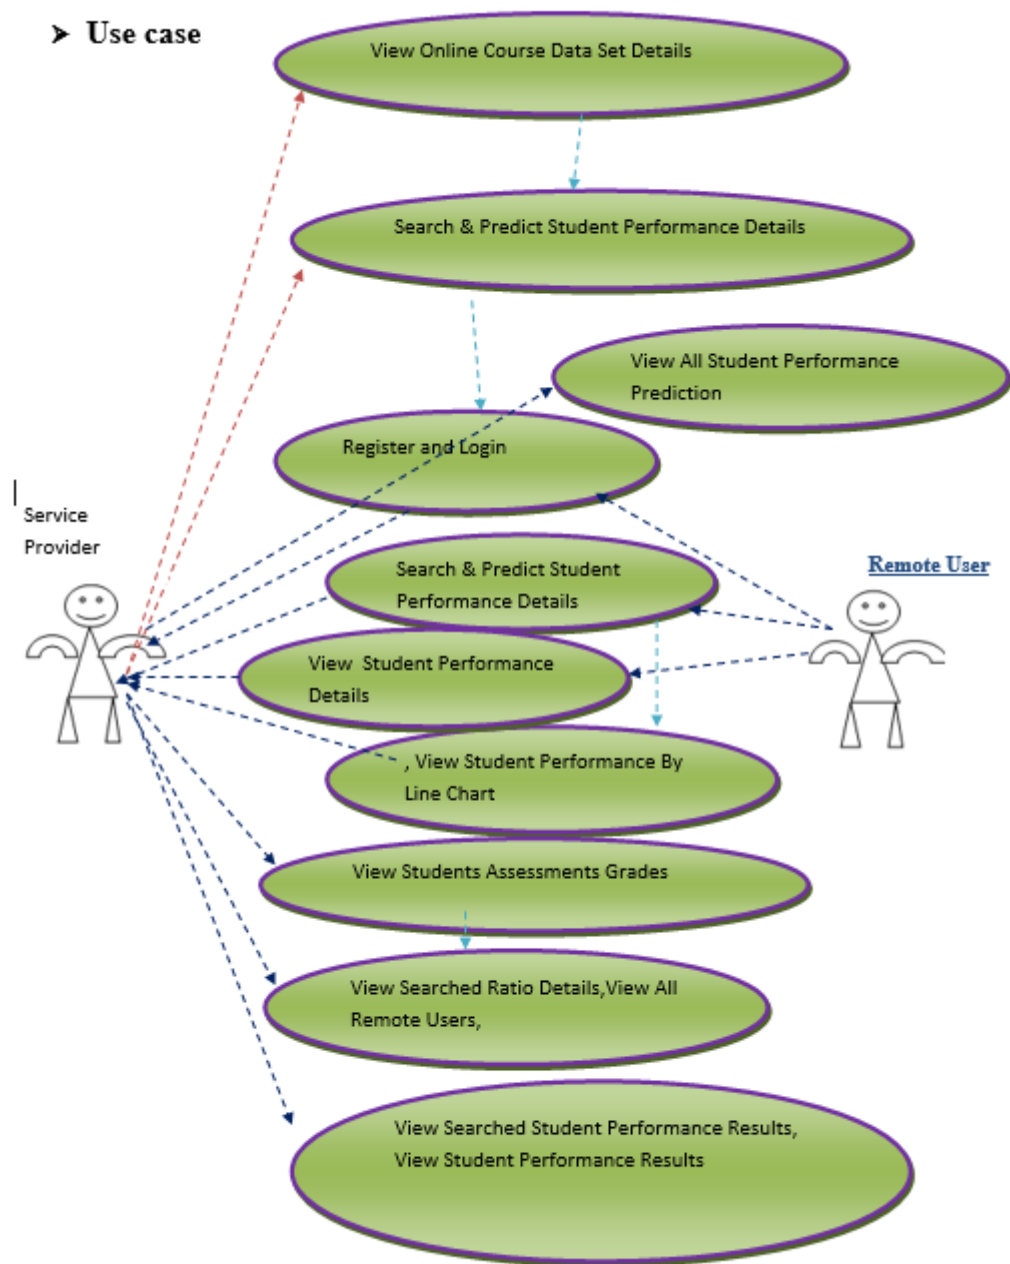 ➤ Use case
View Online Course Data Set Details
Search & Predict Student Performance Details
View All Student Performance
Prediction
Register and Login
Service
Provider
Search & Predict Student
Performance Details
Remote User
View  Student Performance
Details
, View Student Performance By
Line Chart
View Students Assessments Grades
View Searched Ratio Details,View All
Remote Users,
View Searched Student Performance Results,
View Student Performance Results